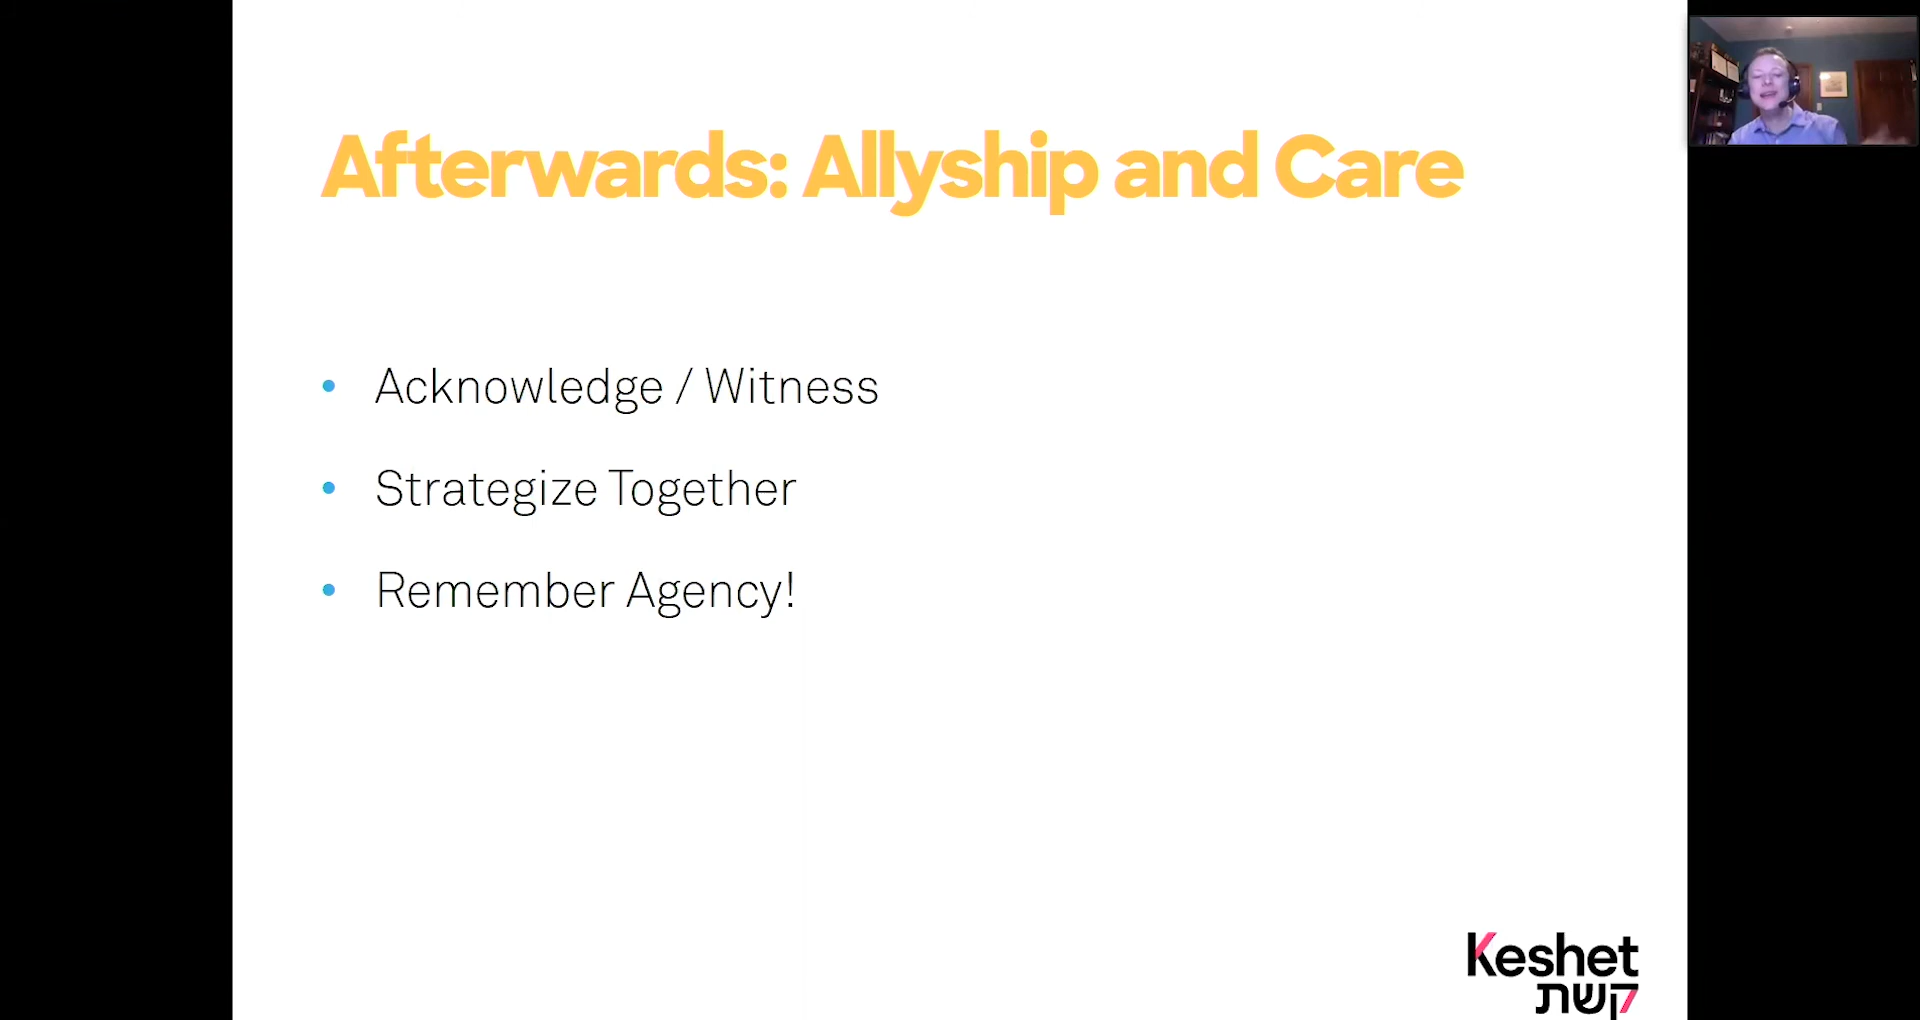 Afterwards: Allyship and Care
• Acknowledge / Witness
• Strategize Together
• Remember Agency!
Keshet
קשת